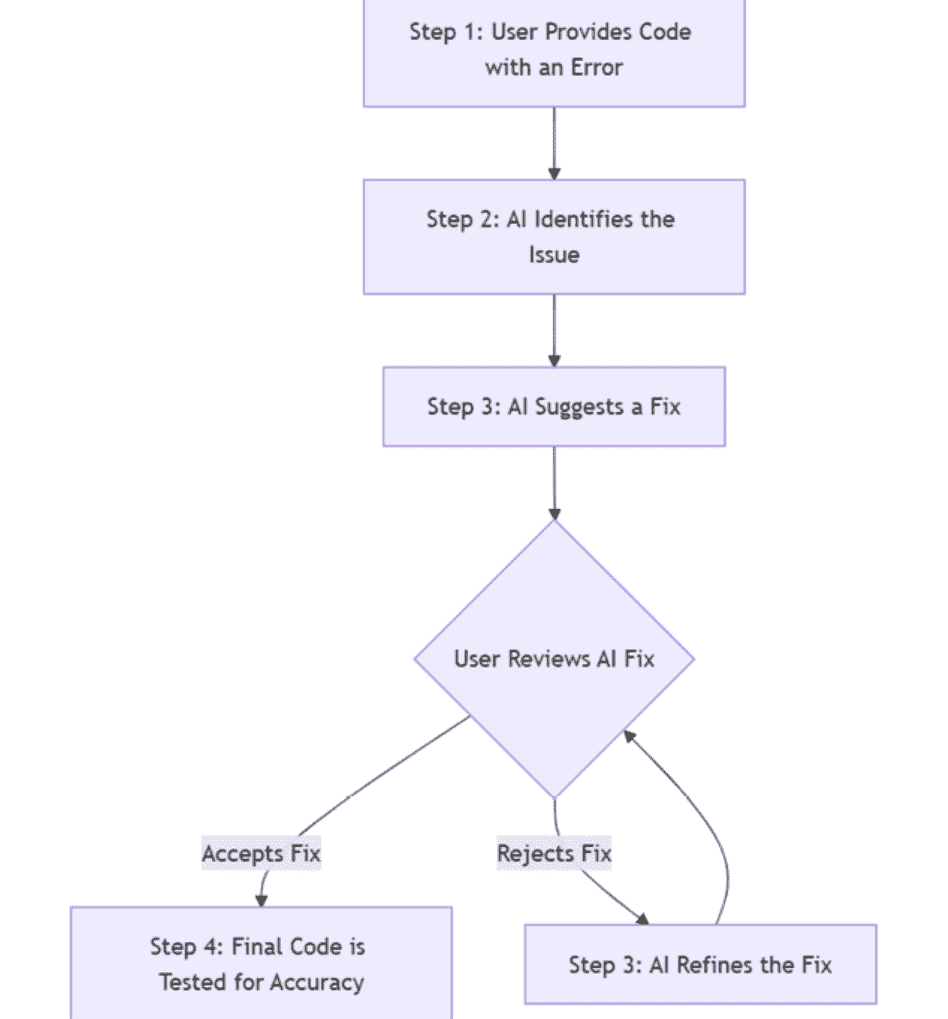 Step 1: User Provides Code
with an Error
Step 2: AI Identifies the
Issue
Step 3: AI Suggests a Fix
User Reviews AI Fix
Accepts Fix
Rejects Fix
Step 4: Final Code is
Tested for Accuracy
Step 3: AI Refines the Fix